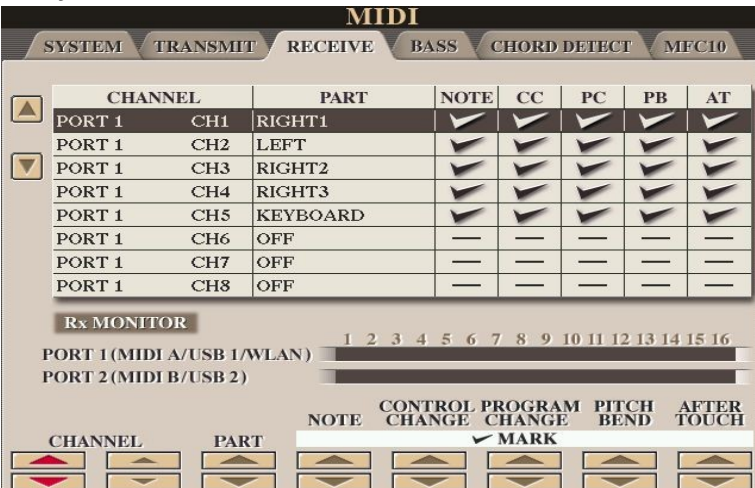 MIDI
SYSTEM TRANSMIT RECEIVE BASS CHORD DETECT MFC10
CHANNEL PART NOTE CC PC PB AT
PORT 1 CH1 RIGHT1
PORT 1 CH2 LEFT
PORT 1 CH3 RIGHT2
PORT 1 CH4 RIGHT3
PORT 1 CH5 KEYBOARD
PORT 1 CH6 OFF — — — — —
PORT 1 CH7 OFF — — — — —
PORT 1 CH8 OFF — — — — —
Rx MONITOR
1 2 3 4 5 6 7 8 9 10 11 12 13 14 15 16
PORT 1 (MIDI A/USB 1/WLAN)
PORT 2 (MIDI B/USB 2)
CHANNEL PART NOTE CONTROL CHANGE PROGRAM CHANGE PITCH BEND AFTER TOUCH
MARK